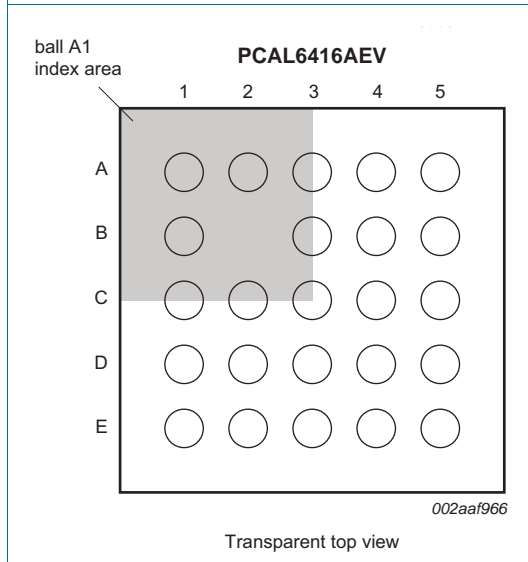 ball A1
index area
PCAL6416AEV
1 2 3 4 5
A
B
C
D
E
002aaf966
Transparent top view